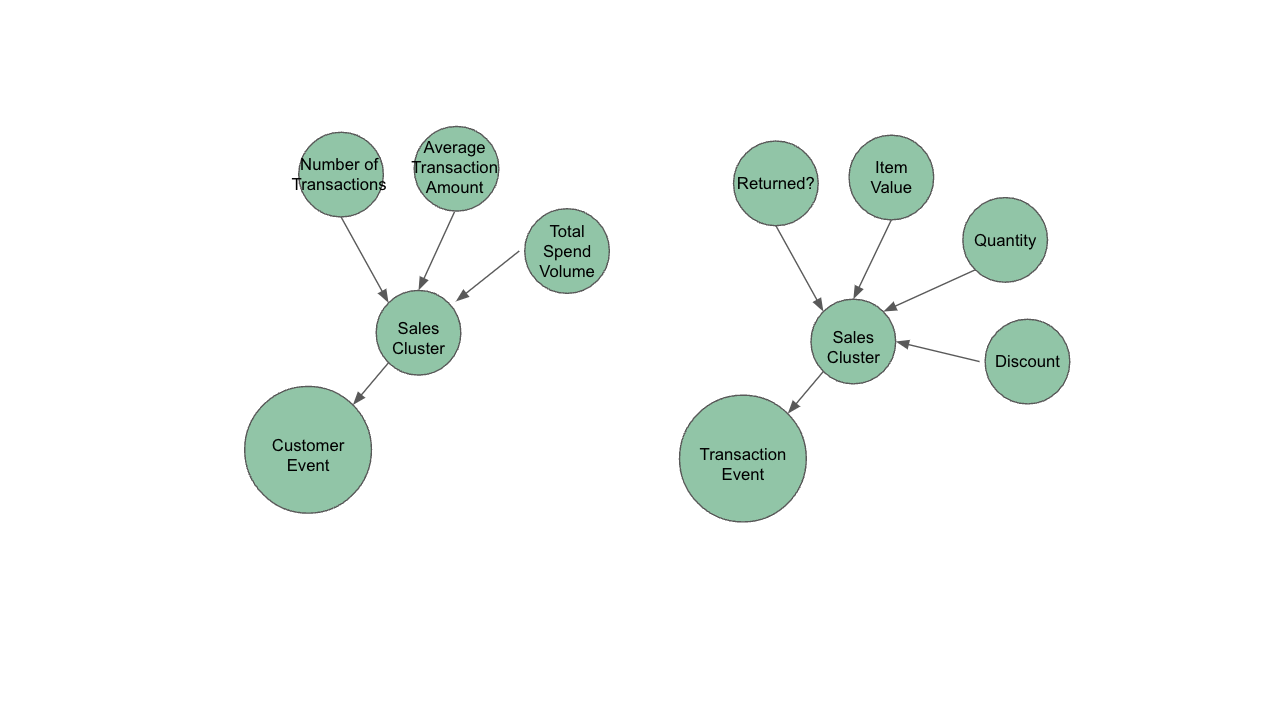 Number of
Transactions
Average
Transaction
Amount
Total
Spend
Volume
Sales
Cluster
Customer
Event
Returned?
Item
Value
Quantity
Discount
Sales
Cluster
Transaction
Event